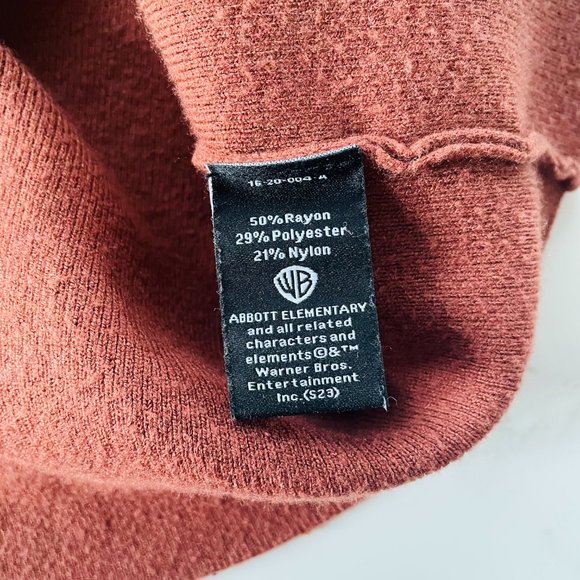 16-20-004-A
50%Rayon
29%Polyester
21%Nylon
WB
ABBOTT ELEMENTARY
and all related
characters and
elements©&™
Warner Bros.
Entertainment
Inc.(S23)